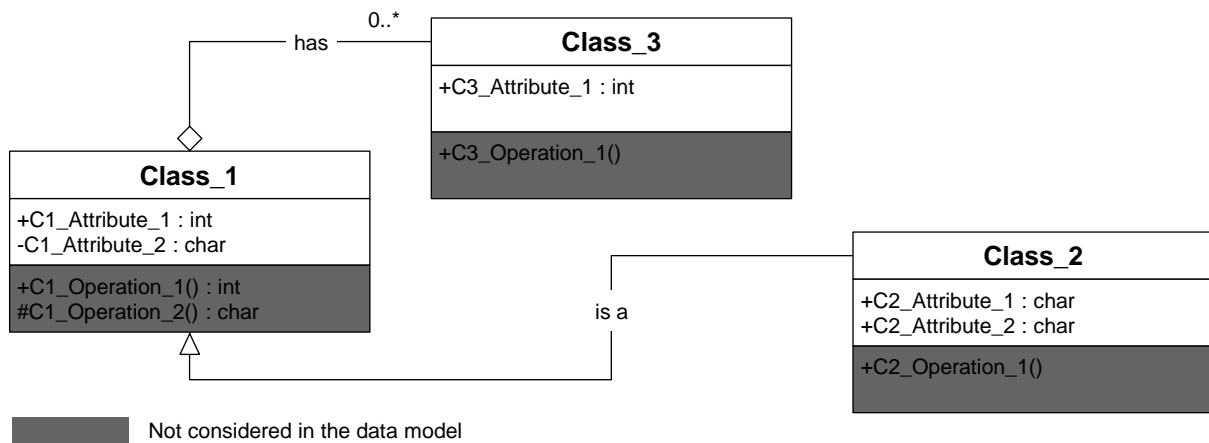 0..*
has
Class_3
+C3_Attribute_1 : int
+C3_Operation_1()
Class_1
+C1_Attribute_1 : int
-C1_Attribute_2 : char
+C1_Operation_1() : int
#C1_Operation_2() : char
Class_2
+C2_Attribute_1 : char
+C2_Attribute_2 : char
+C2_Operation_1()
is a
Not considered in the data model